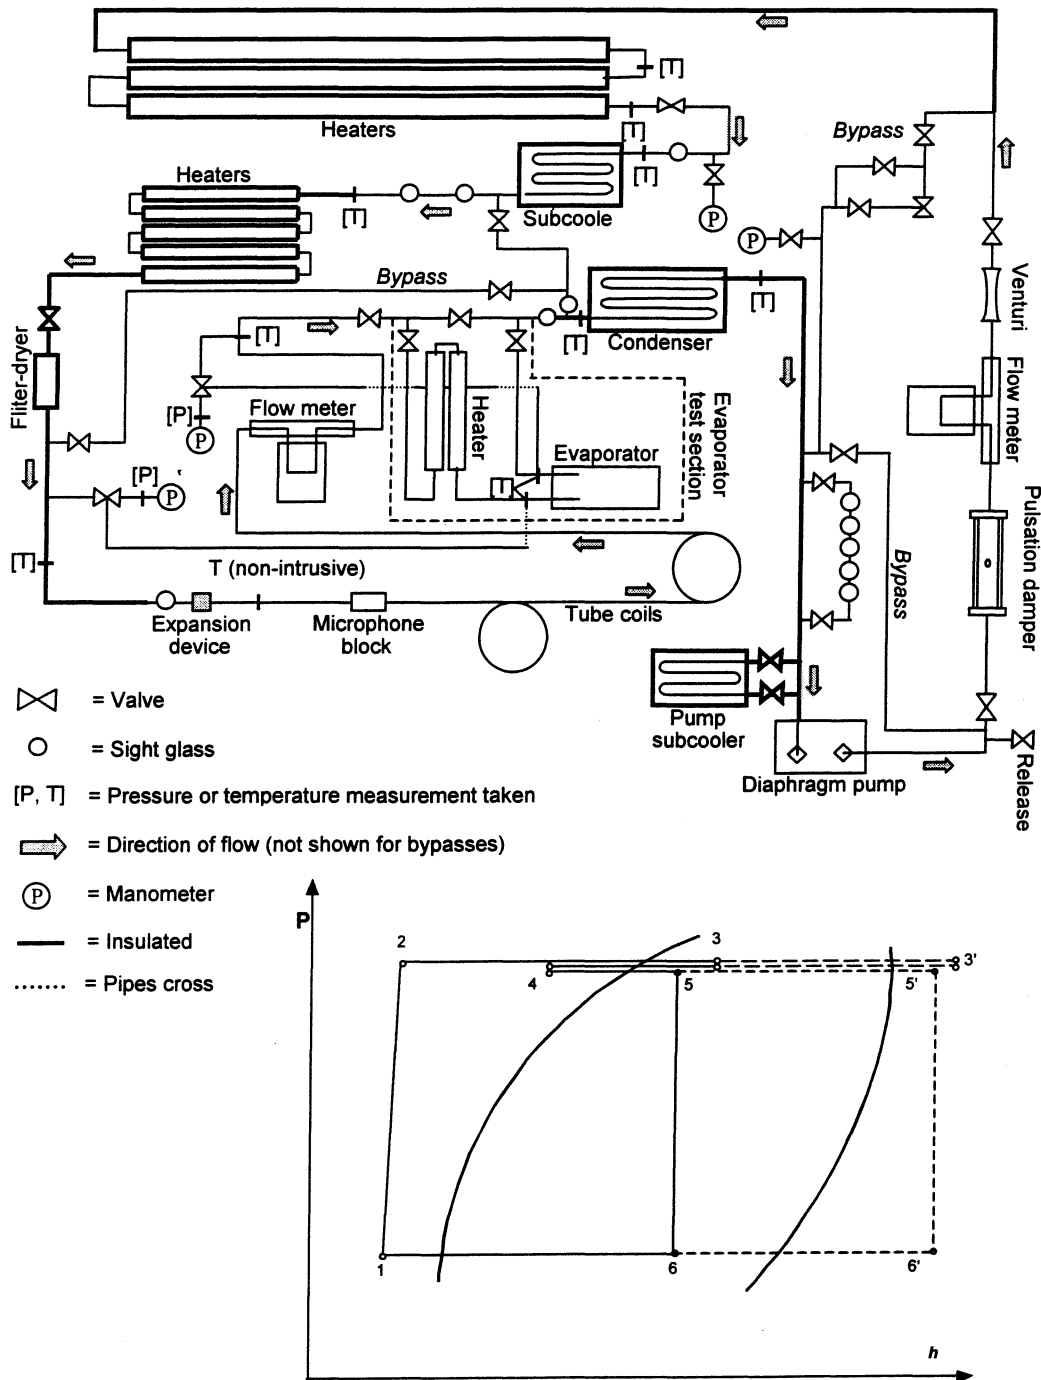 [T]
Heaters
[T]
Bypass
Heaters
[T]
[T]
Subcoole
P
P
Bypass
[T]
Condenser
[T]
[T]
Venturi
Fliter-dryer
[P]
P
Flow meter
Heater
Evaporator
test section
Flow meter
[P]
P
[T]
Evaporator
Pulsation damper
[T]
T (non-intrusive)
Bypass
Expansion
device
Microphone
block
Tube coils
Pump
subcooler
Diaphragm pump
Release
= Valve
= Sight glass
[P, T] = Pressure or temperature measurement taken
= Direction of flow (not shown for bypasses)
P = Manometer
= Insulated
= Pipes cross
P
2
3
3'
4
5
5'
1
6
6'
h